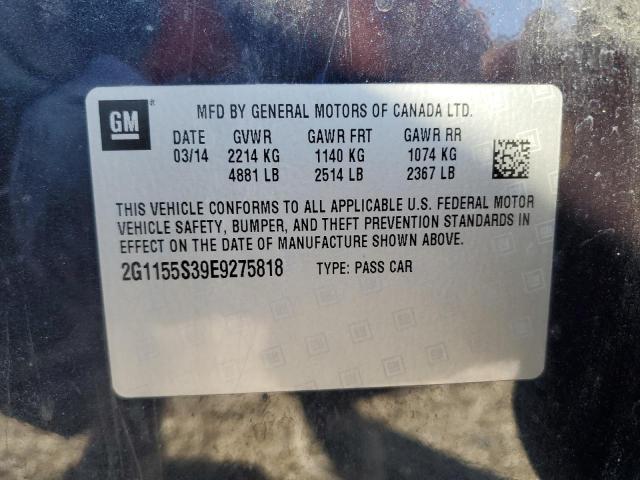 GM
MFD BY GENERAL MOTORS OF CANADA LTD.
DATE GVWR GAWR FRT GAWR RR
03/14 2214 KG 1140 KG 1074 KG
4881 LB 2514 LB 2367 LB
THIS VEHICLE CONFORMS TO ALL APPLICABLE U.S. FEDERAL MOTOR
VEHICLE SAFETY, BUMPER, AND THEFT PREVENTION STANDARDS IN
EFFECT ON THE DATE OF MANUFACTURE SHOWN ABOVE.
2G1155S39E9275818 TYPE: PASS CAR